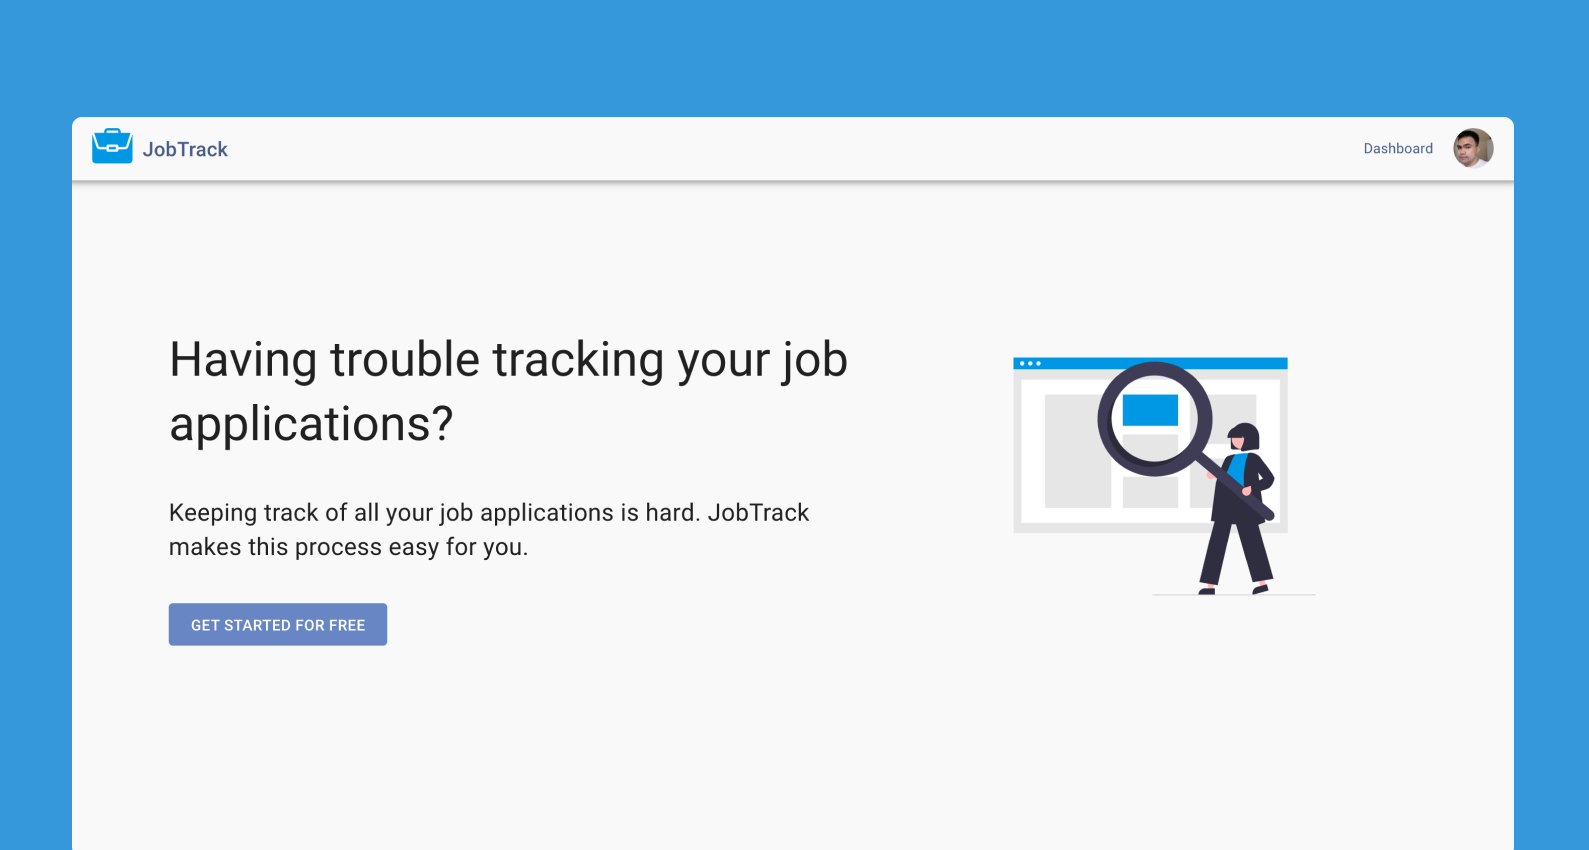 JobTrack
Dashboard
Having trouble tracking your job
applications?
Keeping track of all your job applications is hard. JobTrack
makes this process easy for you.
GET STARTED FOR FREE